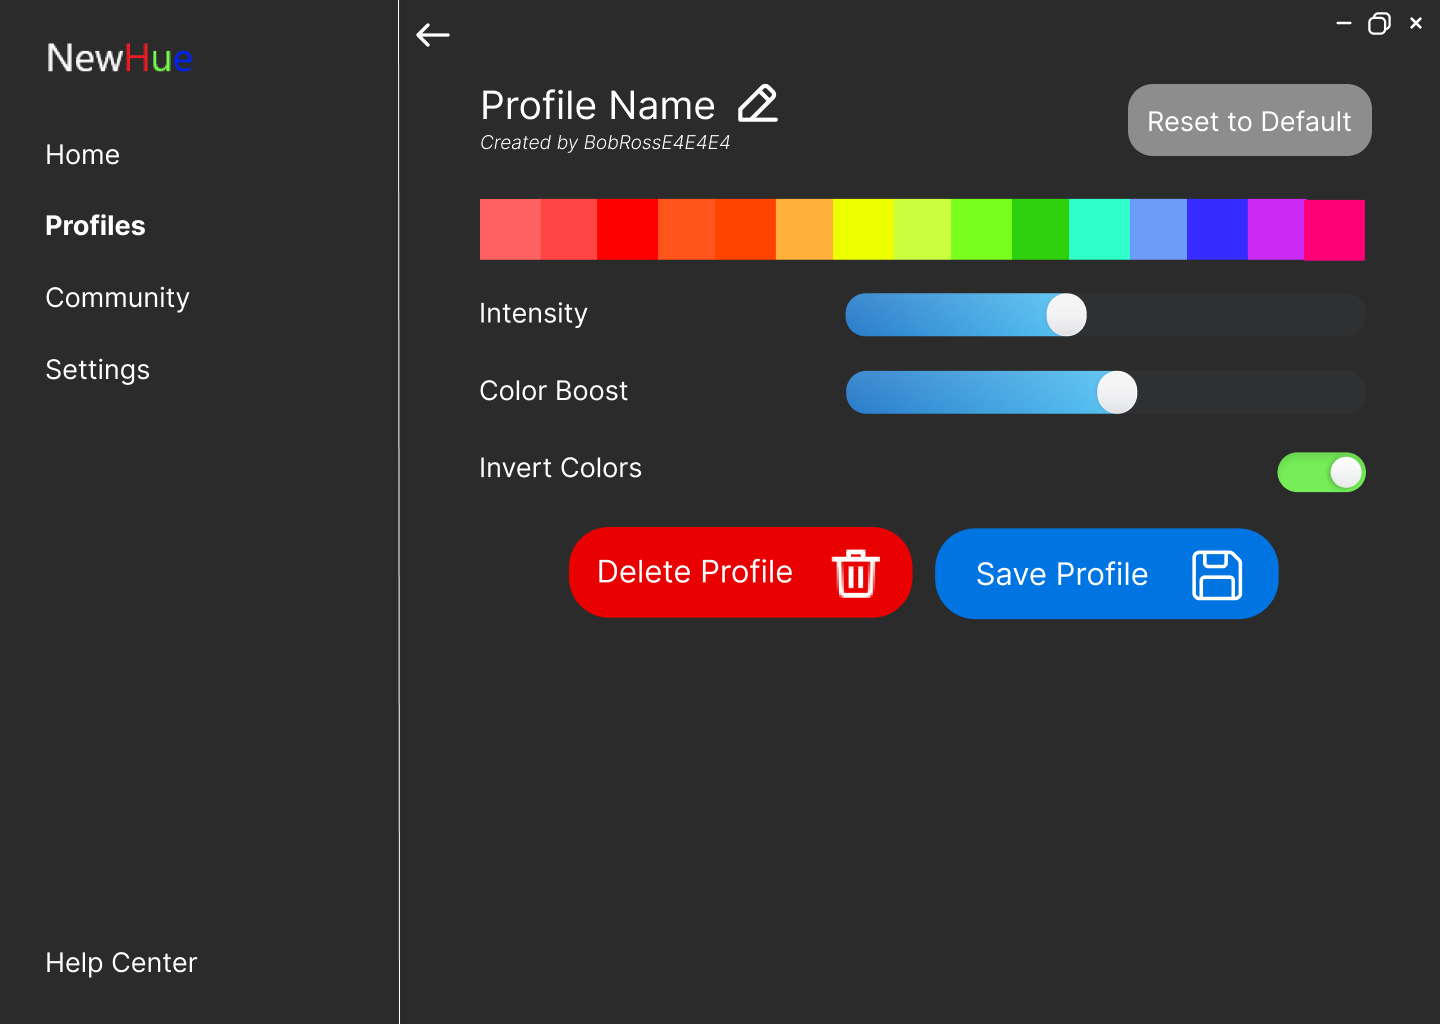 NewHue
Home
Profiles
Community
Settings
Help Center
Profile Name
Created by BobRossE4E4E4
Reset to Default
Intensity
Color Boost
Invert Colors
Delete Profile
Save Profile